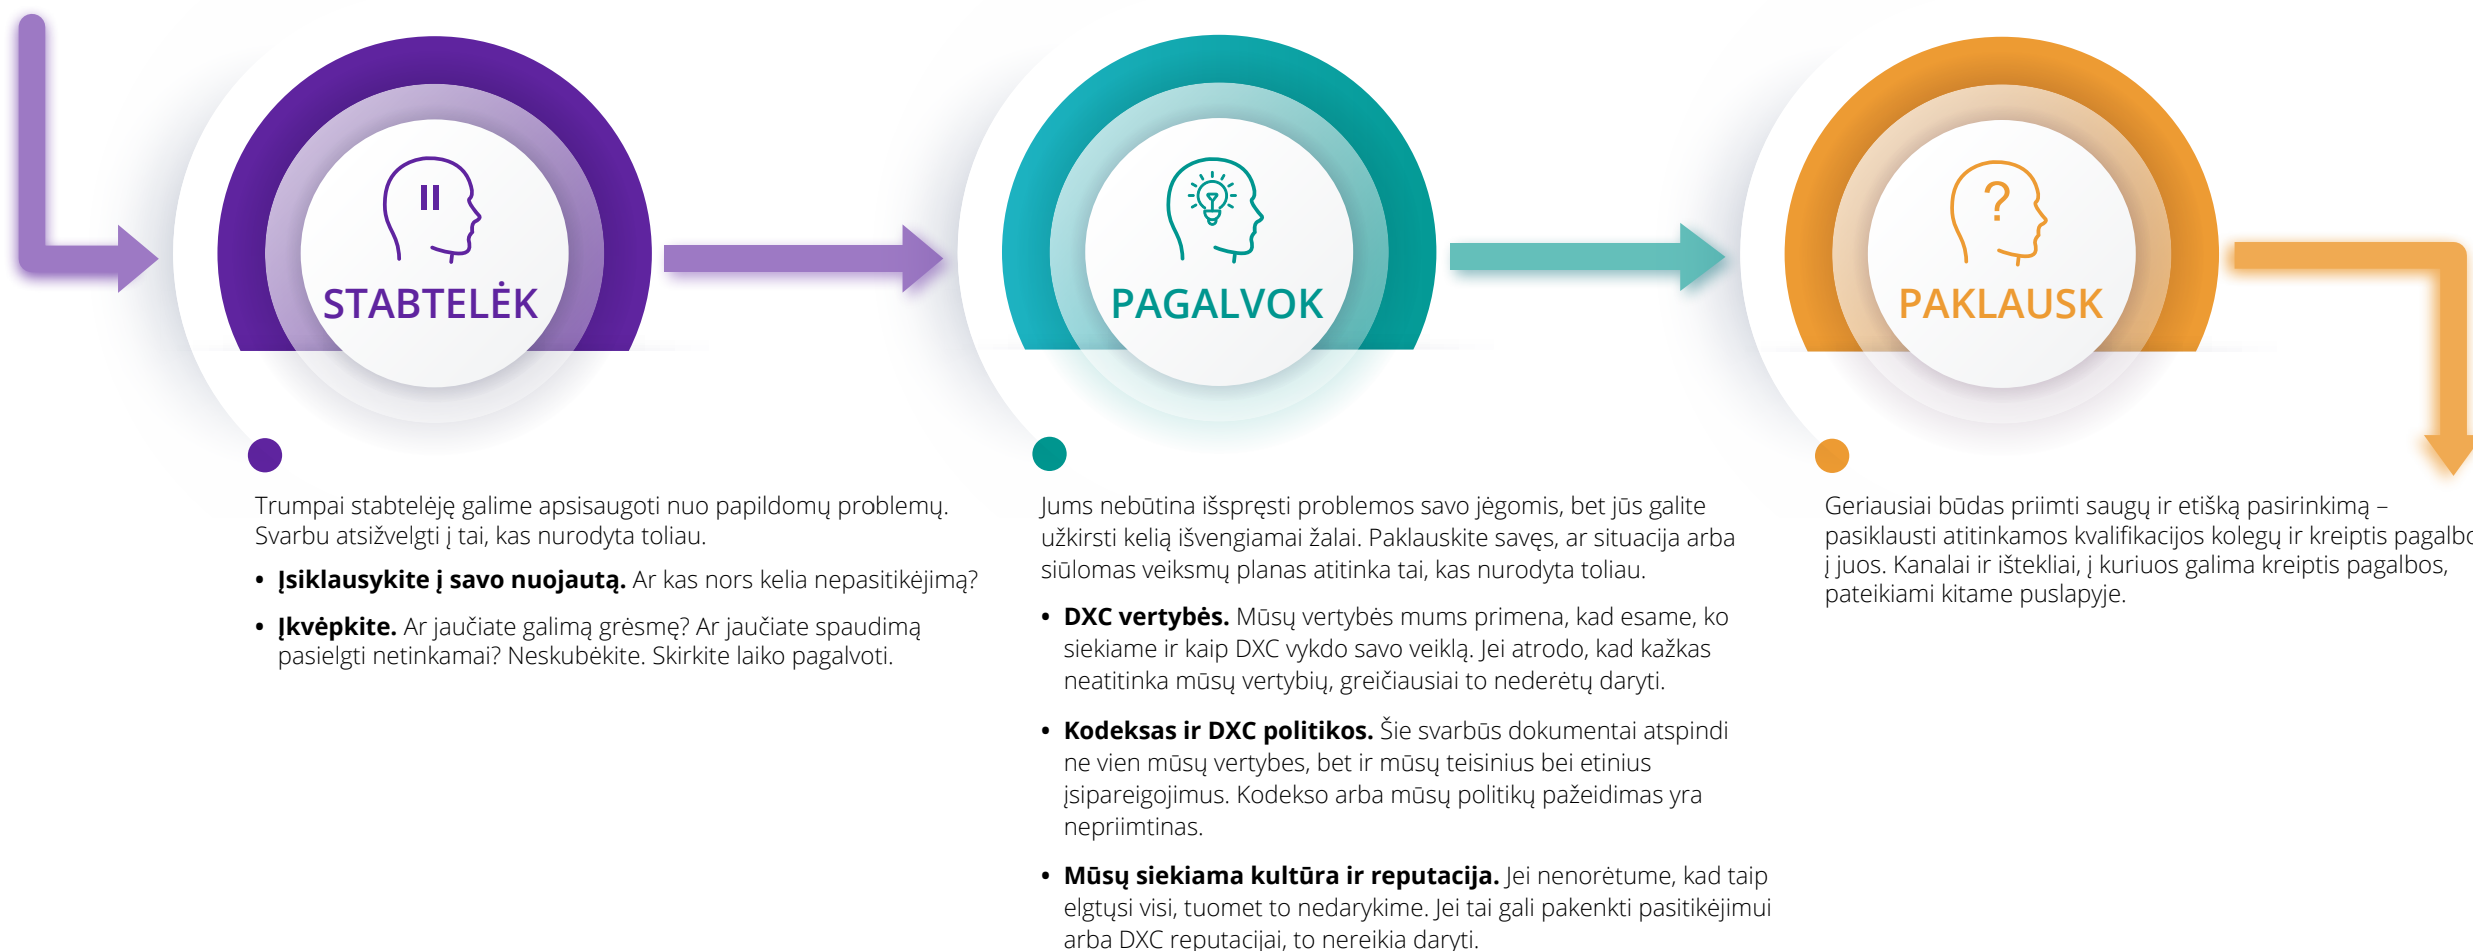 STABTELĖK
Trumpai stabtelėję galime apsisaugoti nuo papildomų problemų.
Svarbu atsižvelgti į tai, kas nurodyta toliau.
• Įsiklausykite į savo nuojautą. Ar kas nors kelia nepasitikėjimą?
• Įkvėpkite. Ar jaučiate galimą grėsmę? Ar jaučiate spaudimą
pasielgti netinkamai? Neskubėkite. Skirkite laiko pagalvoti.
PAGALVOK
Jums nebūtina išspręsti problemos savo jėgomis, bet jūs galite
užkirsti kelią išvengiamai žalai. Paklauskite savęs, ar situacija arba
siūlomas veiksmų planas atitinka tai, kas nurodyta toliau.
• DXC vertybės. Mūsų vertybės mums primena, kad esame, ko
siekiame ir kaip DXC vykdo savo veiklą. Jei atrodo, kad kažkas
neatitinka mūsų vertybių, greičiausiai to nederėtų daryti.
• Kodeksas ir DXC politikos. Šie svarbūs dokumentai atspindi
ne vien mūsų vertybes, bet ir mūsų teisinius bei etinius
įsipareigojimus. Kodekso arba mūsų politikų pažeidimas yra
nepriimtinas.
• Mūsų siekiama kultūra ir reputacija. Jei nenorėtume, kad taip
elgtųsi visi, tuomet to nedarykime. Jei tai gali pakenkti pasitikėjimui
arba DXC reputacijai, to nereikia daryti.
?
PAKLAUSK
Geriausiai būdas priimti saugų ir etišką pasirinkimą –
pasiklausti atitinkamos kvalifikacijos kolegų ir kreiptis pagalbo
į juos. Kanalai ir ištekliai, į kuriuos galima kreiptis pagalbos,
pateikiami kitame puslapyje.